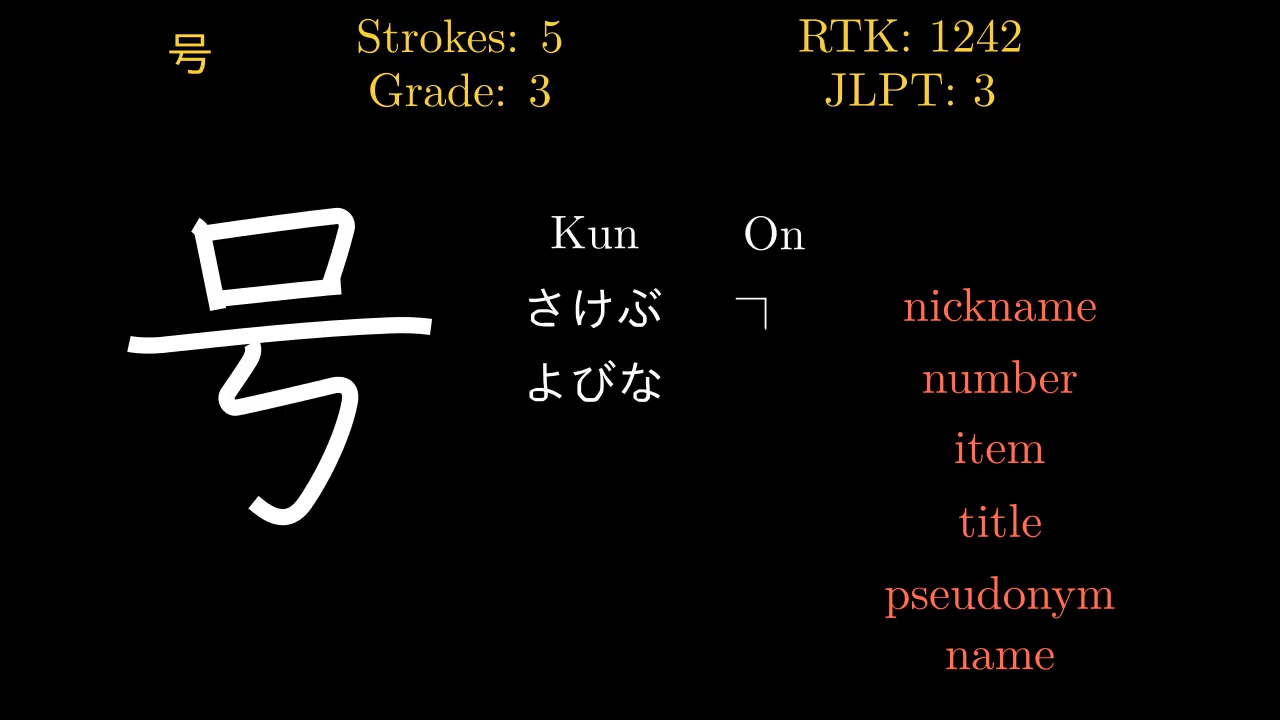 号
Strokes: 5
Grade: 3
RTK: 1242
JLPT: 3
号
Kun
On
さけぶ
よびな
nickname
number
item
title
pseudonym
name